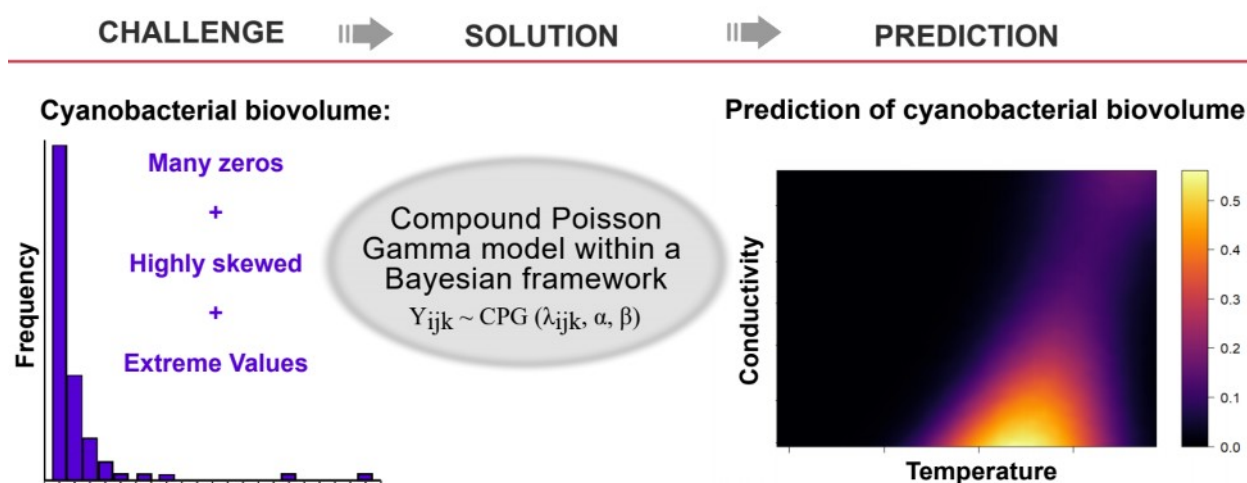 CHALLENGE
SOLUTION
PREDICTION
Cyanobacterial biovolume:
Many zeros
+
Highly skewed
+
Extreme Values
Frequency
Compound Poisson
Gamma model within a
Bayesian framework
Yijk ~ CPG (λijk, α, β)
Prediction of cyanobacterial biovolume
Conductivity
Temperature
0.5
0.4
0.3
0.2
0.1
0.0